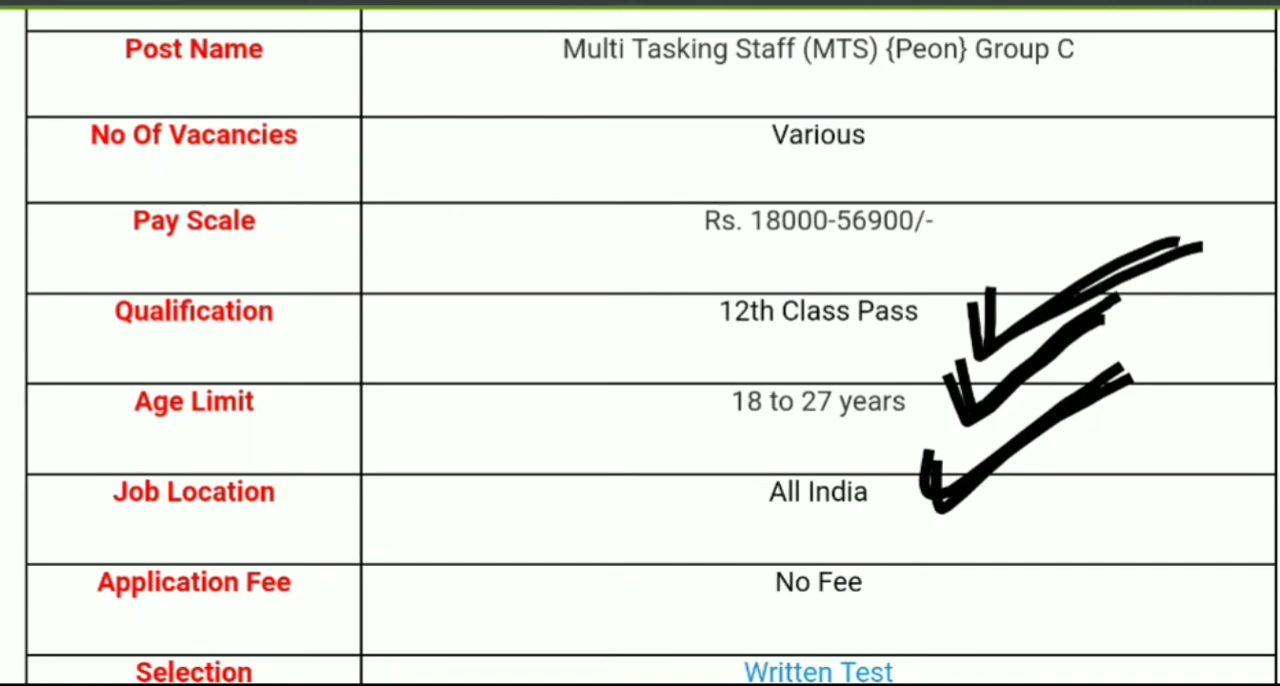 Post Name Multi Tasking Staff (MTS) {Peon} Group C
No Of Vacancies Various
Pay Scale Rs. 18000-56900/-
Qualification 12th Class Pass
Age Limit 18 to 27 years
Job Location All India
Application Fee No Fee
Selection Written Test